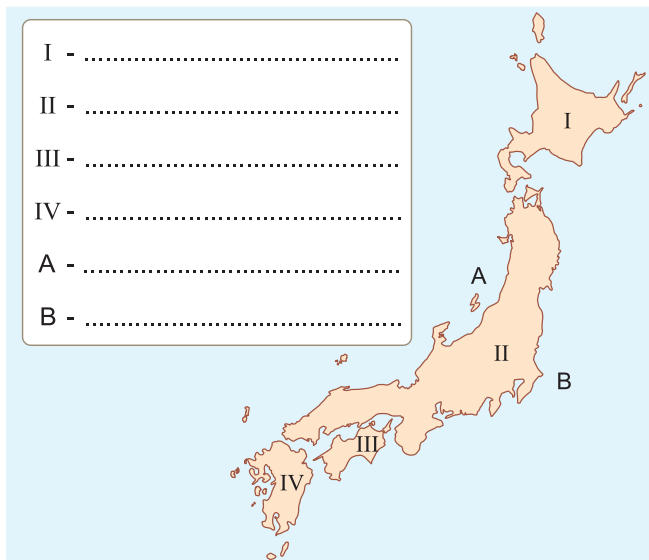 I - ................................................
II - ................................................
III - ................................................
IV - ................................................
A - ................................................
B - ................................................
I
A
II
B
III
IV